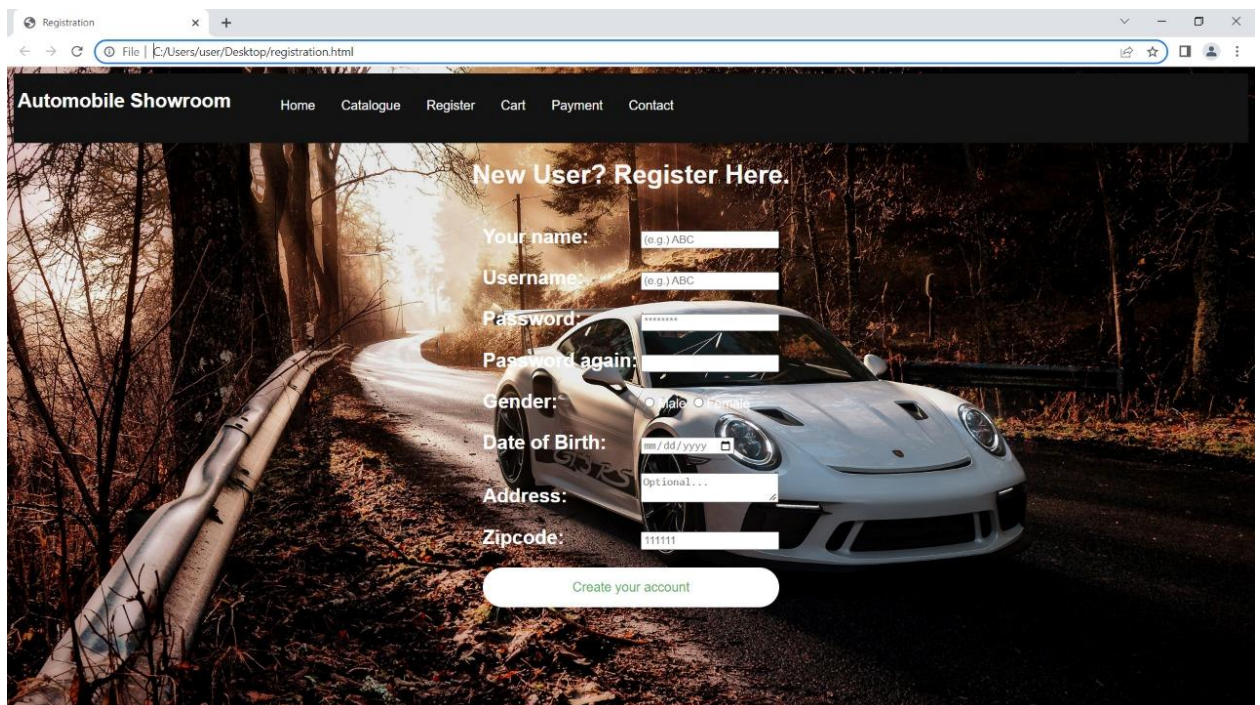 Registration
File | C:/Users/user/Desktop/registration.html
Automobile Showroom Home Catalogue Register Cart Payment Contact
New User? Register Here.
Your name: (e.g.) ABC
Username: (e.g.) ABC
Password: ********
Password again:
Gender: Male Female
Date of Birth: mm/dd/yyyy
GT3 RS
Address: Optional...
Zipcode: 111111
Create your account